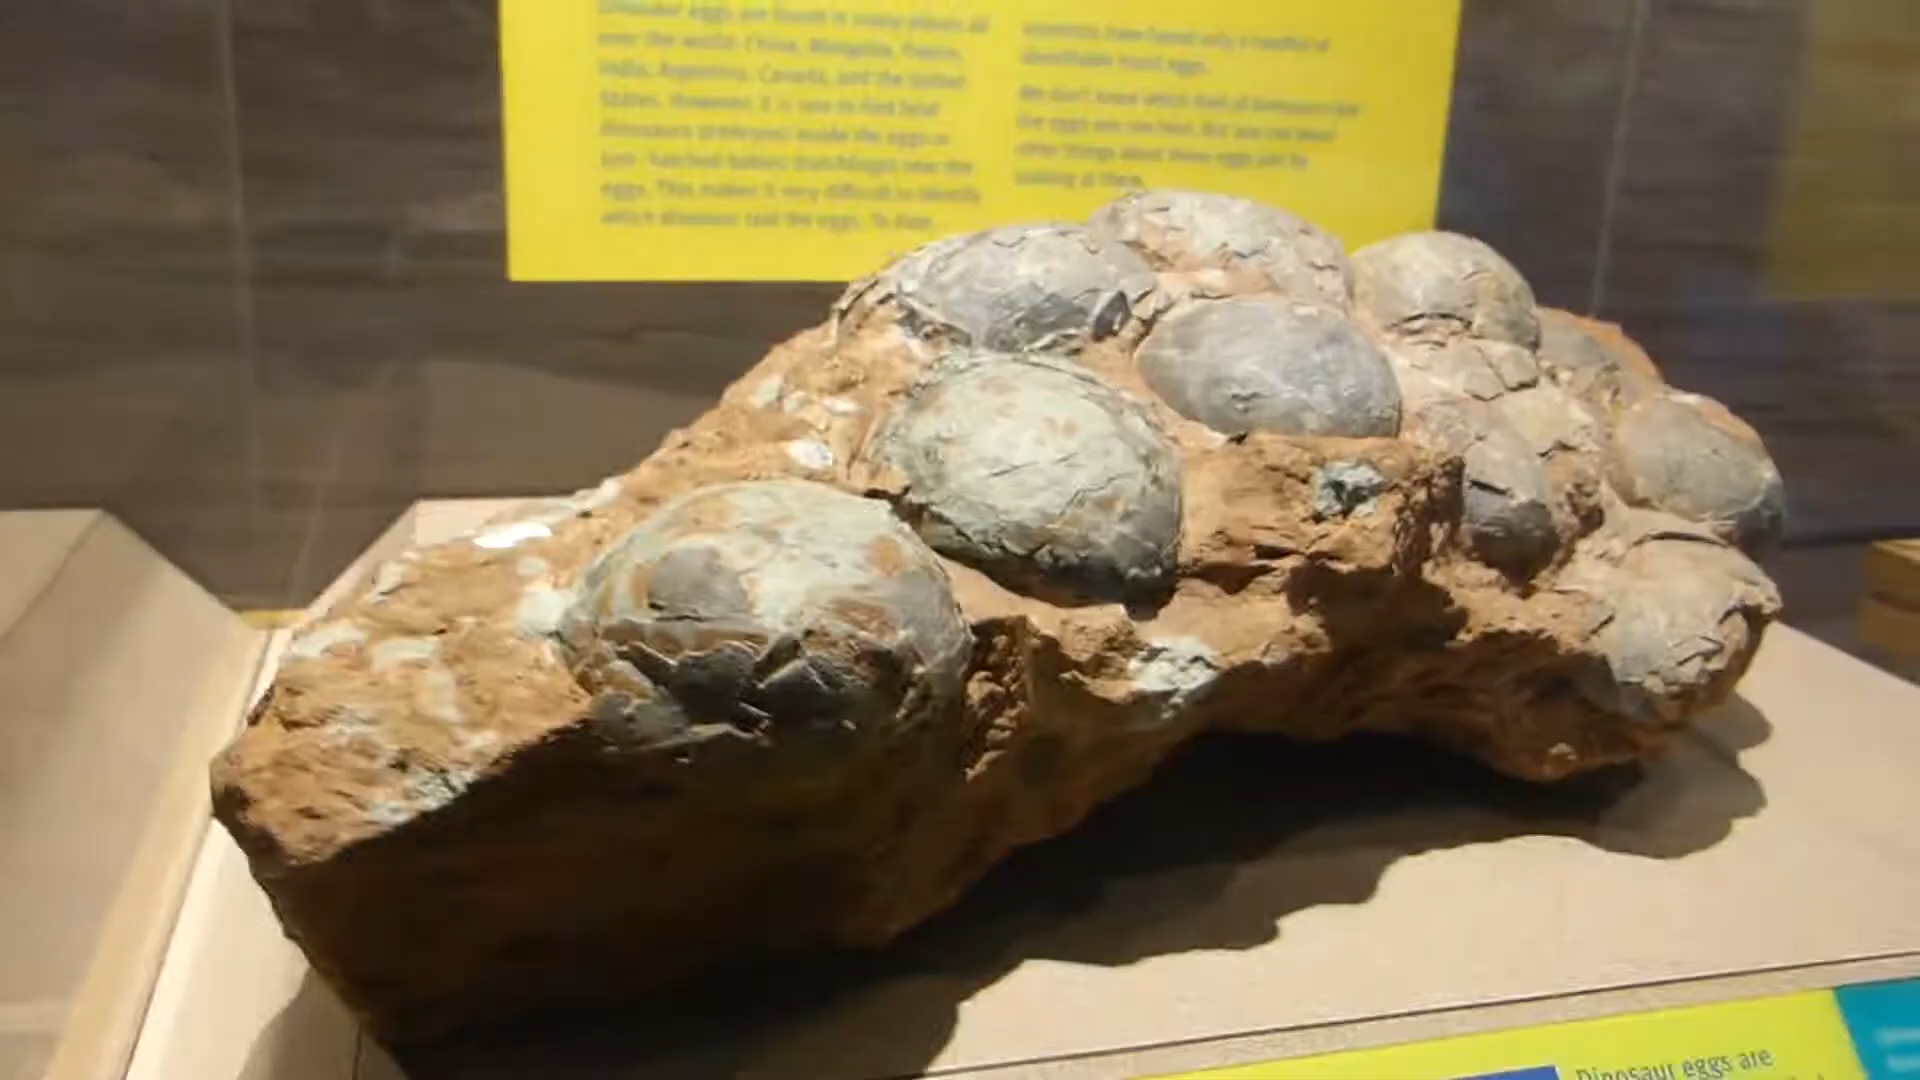 Dinosaur eggs are found in many places all
over the world: China, Mongolia, France,
India, Argentina, Canada, and the United
States. However, it is rare to find fetal
dinosaurs (embryos) inside the eggs or
just-hatched babies (hatchlings) near the
eggs. This makes it very difficult to identify
which dinosaur laid the eggs. To date,
scientists have found only a handful of
identifiable fossil eggs.
We don't know which kind of dinosaurs laid
the eggs you see here. But you can learn
other things about these eggs just by
looking at them.
Dinosaur eggs are